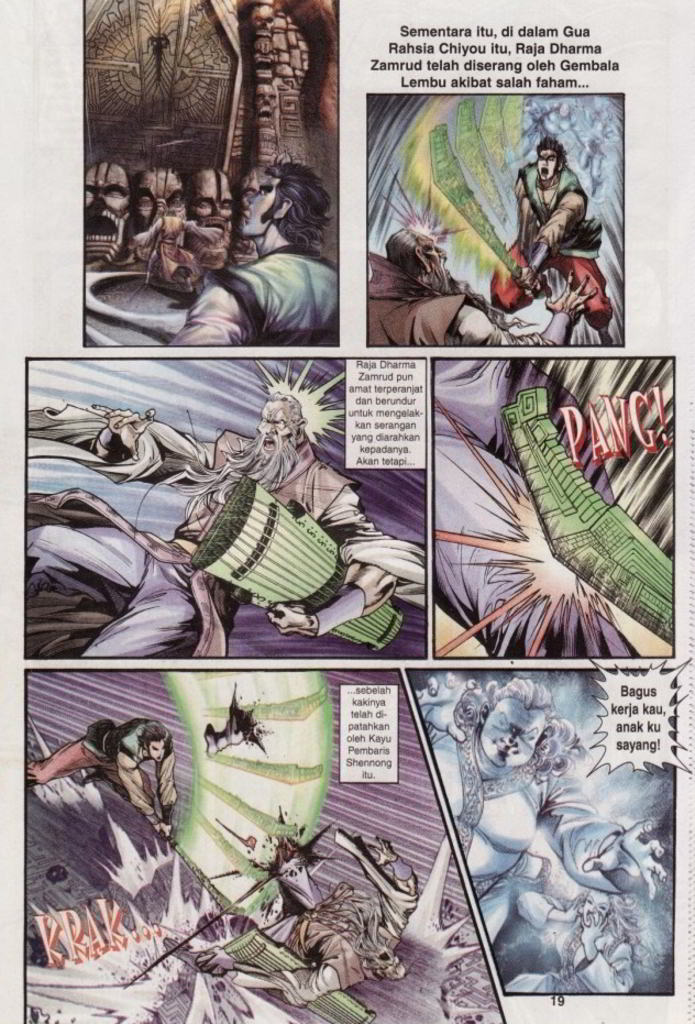 Sementara itu, di dalam Gua
Rahsia Chiyou itu, Raja Dharma
Zamrud telah diserang oleh Gembala
Lembu akibat salah faham...
Raja Dharma
Zamrud pun
amat terperanjat
dan berundur
untuk mengelak-
kan serangan
yang diarahkan
kepadanya.
Akan tetapi...
PANG!
...sebelah
kakinya
telah di-
patahkan
oleh Kayu
Pembaris
Shennong
itu.
KRAK...
Bagus
kerja kau,
anak ku
sayang!
19